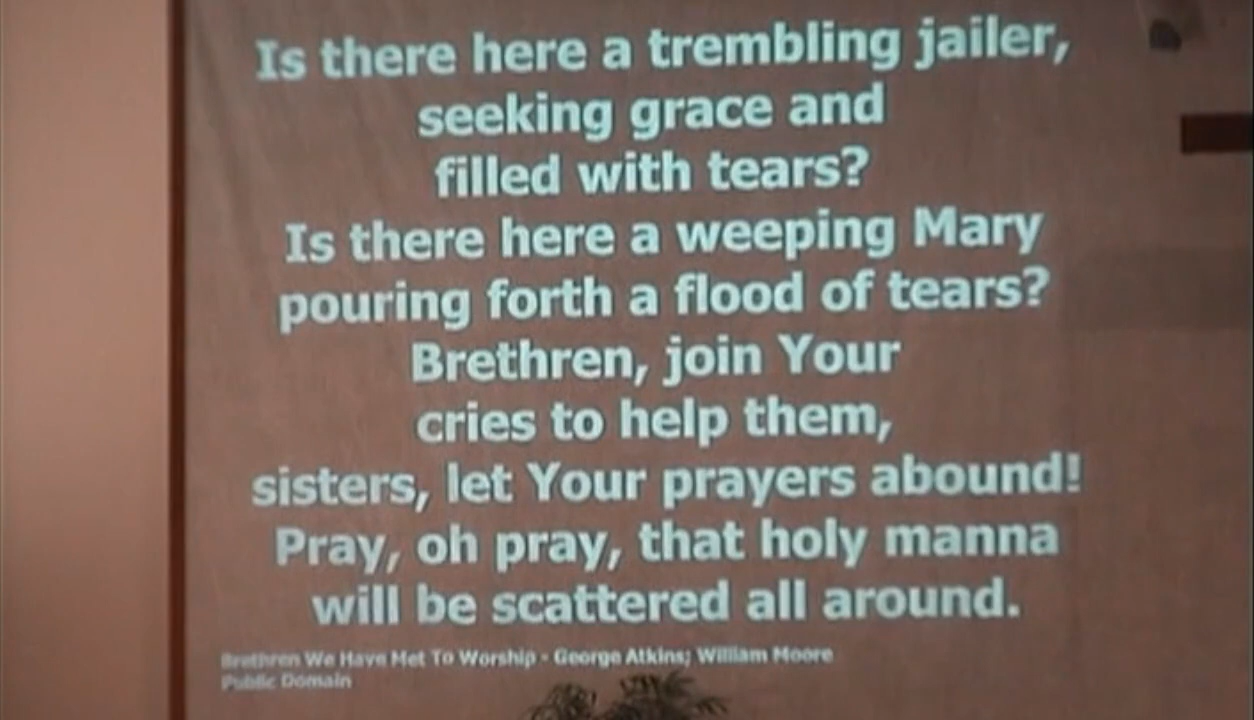 Is there here a trembling jailer,
seeking grace and
filled with tears?
Is there here a weeping Mary
pouring forth a flood of tears?
Brethren, join Your
cries to help them,
sisters, let Your prayers abound!
Pray, oh pray, that holy manna
will be scattered all around.
Brethren We Have Met To Worship - George Atkins; William Moore
Public Domain